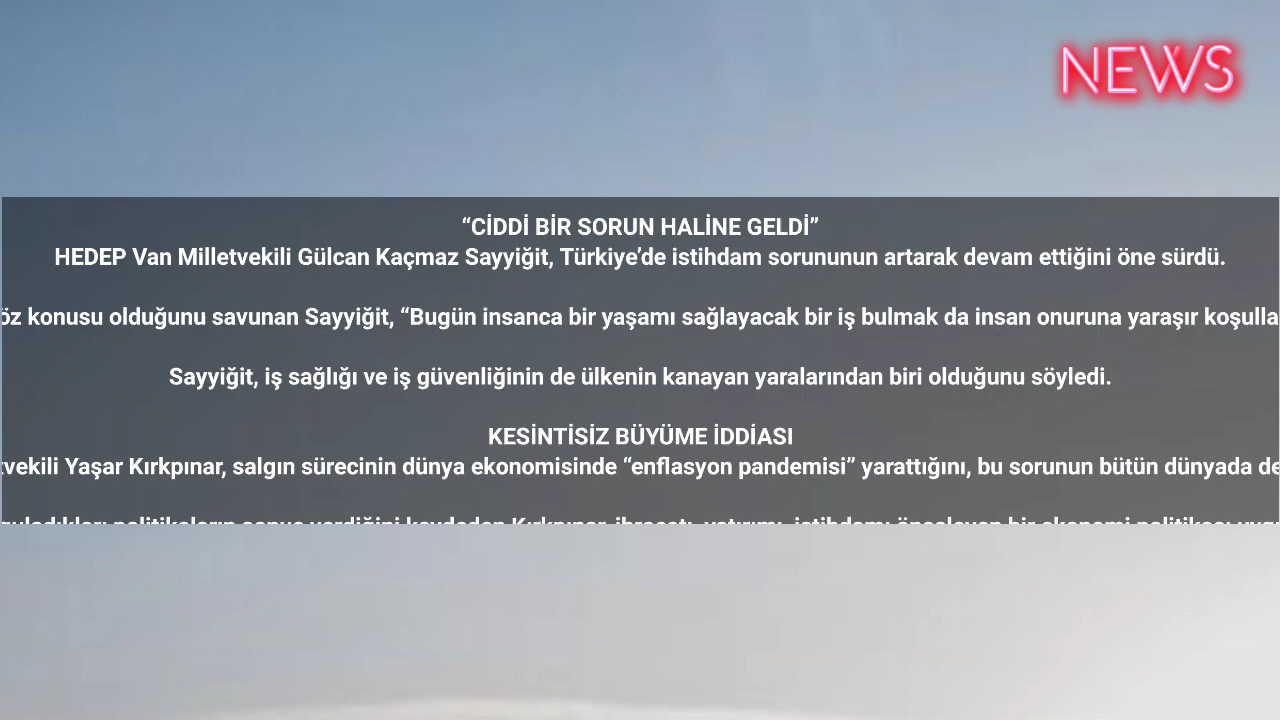 NEWS
“CİDDİ BİR SORUN HALİNE GELDİ”
HEDEP Van Milletvekili Gülcan Kaçmaz Sayyiğit, Türkiye’de istihdam sorununun artarak devam ettiğini öne sürdü.
konusu olduğunu savunan Sayyiğit, “Bugün insanca bir yaşamı sağlayacak bir iş bulmak da insan onuruna yaraşır
Sayyiğit, iş sağlığı ve iş güvenliğinin de ülkenin kanayan yaralarından biri olduğunu söyledi.
KESİNTİSİZ BÜYÜME İDDİASI
Yaşar Kırkpınar, salgın sürecinin dünya ekonomisinde “enflasyon pandemisi” yarattığını, bu sorunun bütün dünyada